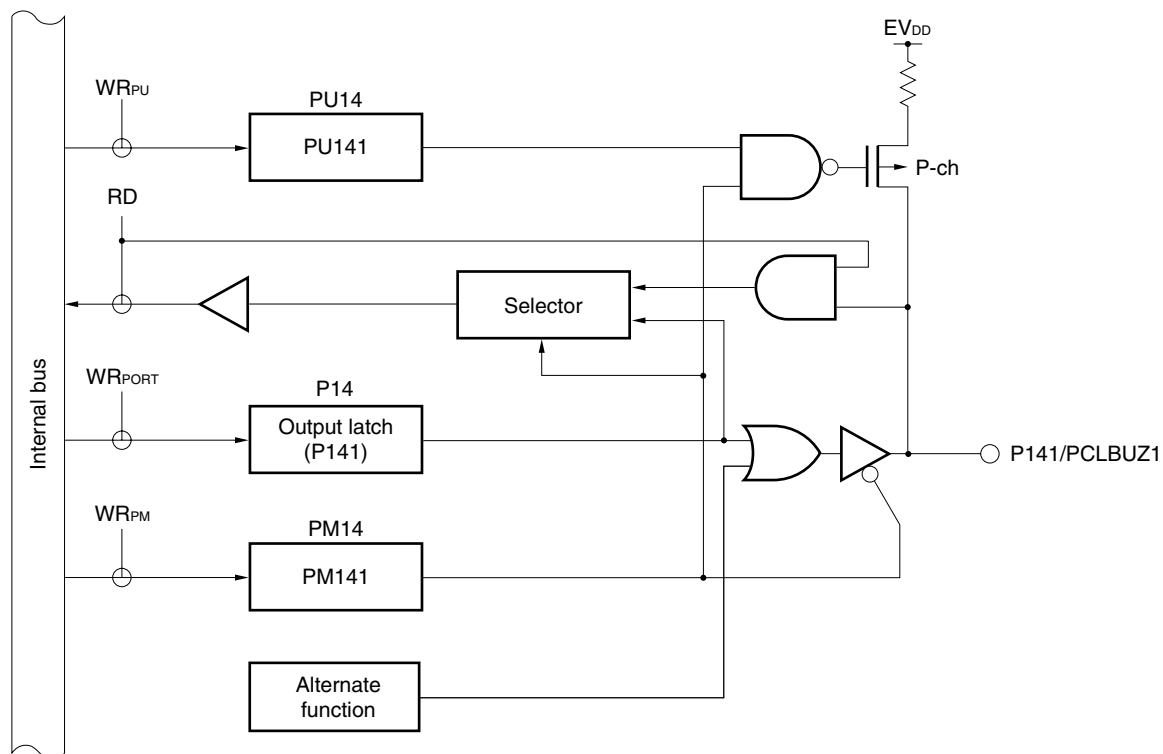 EVDD
WRPU
PU14
PU141
P-ch
RD
Selector
WRPORT
P14
Output latch
(P141)
P141/PCLBUZ1
Internal bus
WRPM
PM14
PM141
Alternate
function